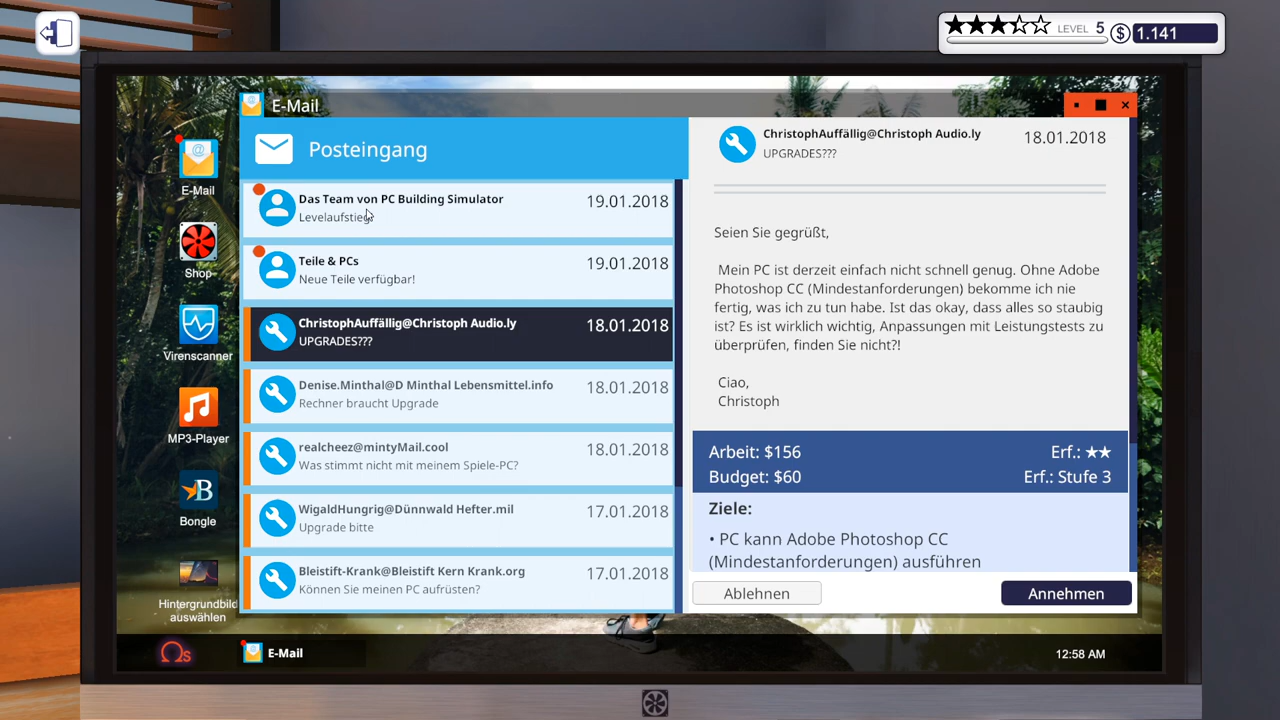 LEVEL 5
$ 1.141
E-Mail
Posteingang
Das Team von PC Building Simulator
19.01.2018
Levelaufstieg
Teile & PCs
19.01.2018
Neue Teile verfügbar!
ChristophAuffällig@Christoph Audio.ly
18.01.2018
UPGRADES???
Denise.Minthal@D Minthal Lebensmittel.info
18.01.2018
Rechner braucht Upgrade
realcheez@mintyMail.cool
18.01.2018
Was stimmt nicht mit meinem Spiele-PC?
WigaldHungrig@Dünnwald Hefter.mil
17.01.2018
Upgrade bitte
Bleistift-Krank@Bleistift Kern Krank.org
17.01.2018
Können Sie meinen PC aufrüsten?
ChristophAuffällig@Christoph Audio.ly
18.01.2018
UPGRADES???
Seien Sie gegrüßt,
Mein PC ist derzeit einfach nicht schnell genug. Ohne Adobe
Photoshop CC (Mindestanforderungen) bekomme ich nie
fertig, was ich zu tun habe. Ist das okay, dass alles so staubig
ist? Es ist wirklich wichtig, Anpassungen mit Leistungstests zu
überprüfen, finden Sie nicht?!
Ciao,
Christoph
Arbeit: $156
Erf.: ★★
Budget: $60
Erf.: Stufe 3
Ziele:
• PC kann Adobe Photoshop CC
(Mindestanforderungen) ausführen
Ablehnen
Annehmen
E-Mail
Shop
Virenscanner
MP3-Player
Bongle
Hintergrundbild
auswählen
Ωs
E-Mail
12:58 AM